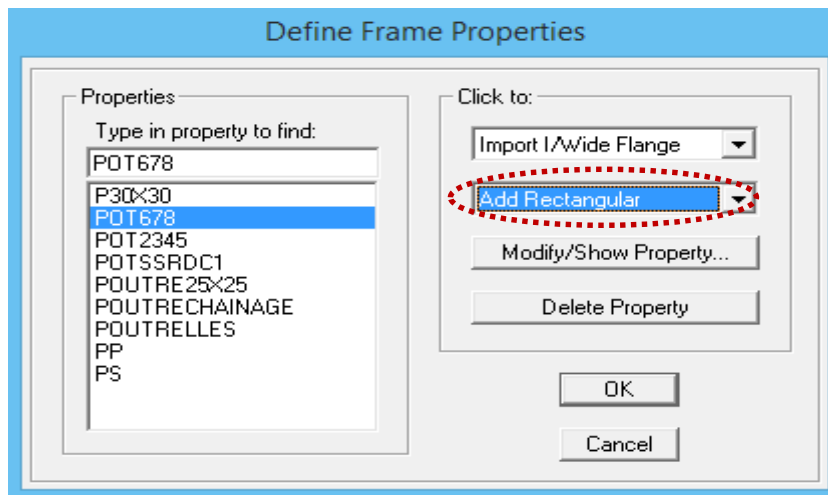 Define Frame Properties
Properties
Type in property to find:
POT678
P30X30
POT678
POT2345
POTSSRDC1
POUTRE25X25
POUTRECHAINAGE
POUTRELLES
PP
PS
Click to:
Import I/Wide Flange
Add Rectangular
Modify/Show Property...
Delete Property
OK
Cancel